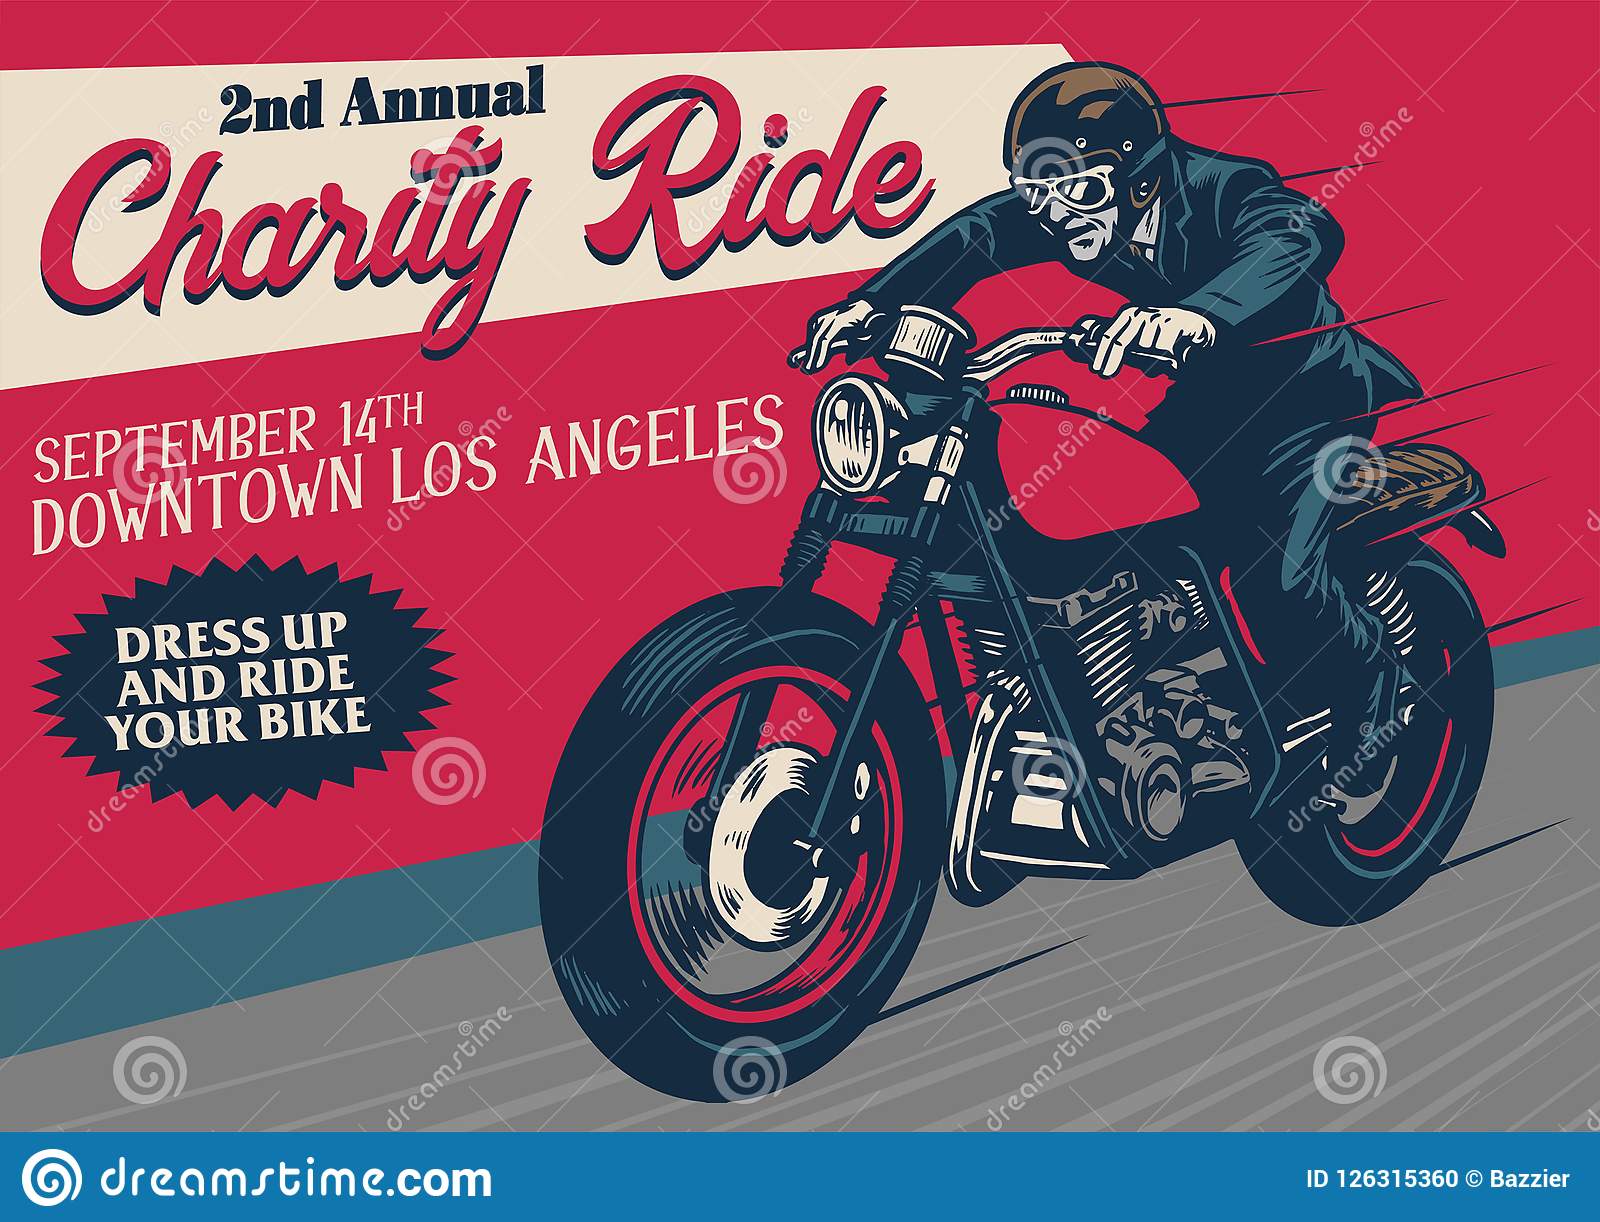 2nd Annual
Charity Ride
SEPTEMBER 14TH
DOWNTOWN LOS ANGELES
DRESS UP
AND RIDE
YOUR BIKE
dreamstime.com
ID 126315360 © Bazzier